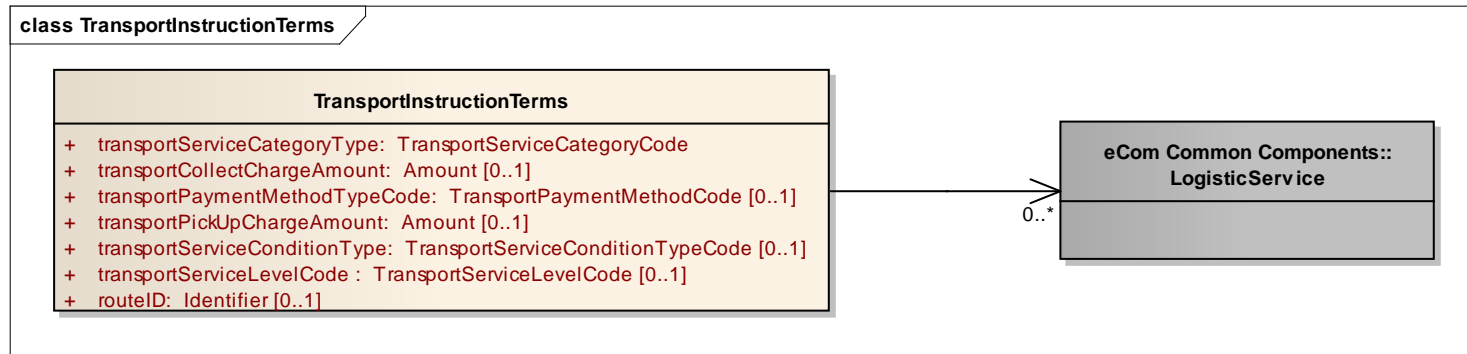 class TransportInstructionTerms
TransportInstructionTerms
+ transportServiceCategoryType: TransportServiceCategoryCode
+ transportCollectChargeAmount: Amount [0..1]
+ transportPaymentMethodTypeCode: TransportPaymentMethodCode [0..1]
+ transportPickUpChargeAmount: Amount [0..1]
+ transportServiceConditionType: TransportServiceConditionTypeCode [0..1]
+ transportServiceLevelCode : TransportServiceLevelCode [0..1]
+ routeID: Identifier [0..1]
eCom Common Components::
LogisticService
0..*